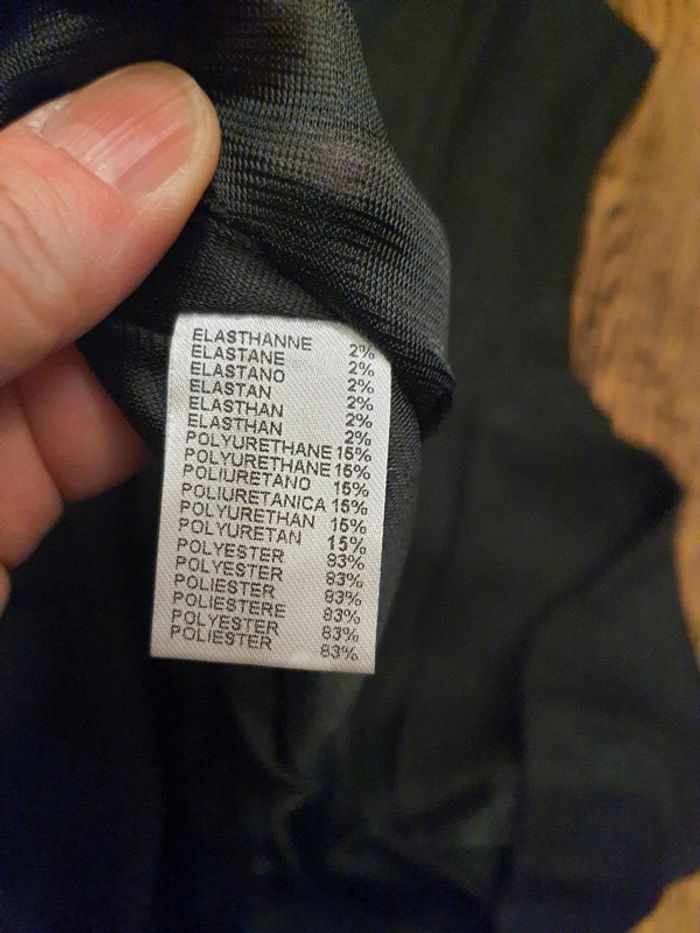 ELASTHANNE 2%
ELASTANE 2%
ELASTANO 2%
ELASTAN 2%
ELASTHAN 2%
ELASTHAN 2%
POLYURETHANE 15%
POLYURETHANE 15%
POLIURETANO 15%
POLIURETANICA 15%
POLYURETHAN 15%
POLYURETAN 15%
POLYESTER 83%
POLYESTER 83%
POLIESTER 83%
POLIESTERE 83%
POLYESTER 83%
POLIESTER 83%